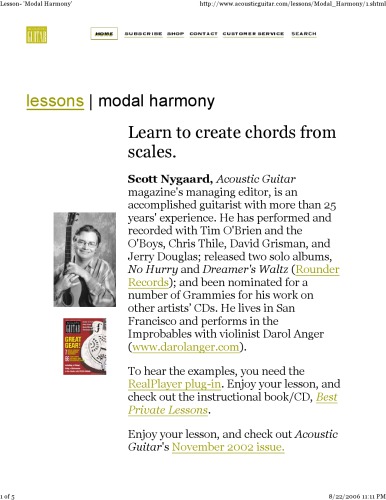 Lesson- 'Modal Harmony'
http://www.acousticguitar.com/lessons/Modal_Harmony/1.shtml
GUITAR HOME SUBSCRIBE SHOP CONTACT CUSTOMER SERVICE SEARCH
lessons | modal harmony
Learn to create chords from
scales.
Scott Nygaard, Acoustic Guitar
magazine's managing editor, is an
accomplished guitarist with more than 25
years' experience. He has performed and
recorded with Tim O'Brien and the
O'Boys, Chris Thile, David Grisman, and
Jerry Douglas; released two solo albums,
No Hurry and Dreamer's Waltz (Rounder
Records); and been nominated for a
number of Grammies for his work on
other artists' CDs. He lives in San
Francisco and performs in the
Improbables with violinist Darol Anger
(www.darolanger.com).
GUITAR
GREAT
GEAR!
To hear the examples, you need the
RealPlayer plug-in. Enjoy your lesson, and
check out the instructional book/CD, Best
Private Lessons.
Enjoy your lesson, and check out Acoustic
Guitar's November 2002 issue.
1 of 5
8/22/2006 11:11 PM